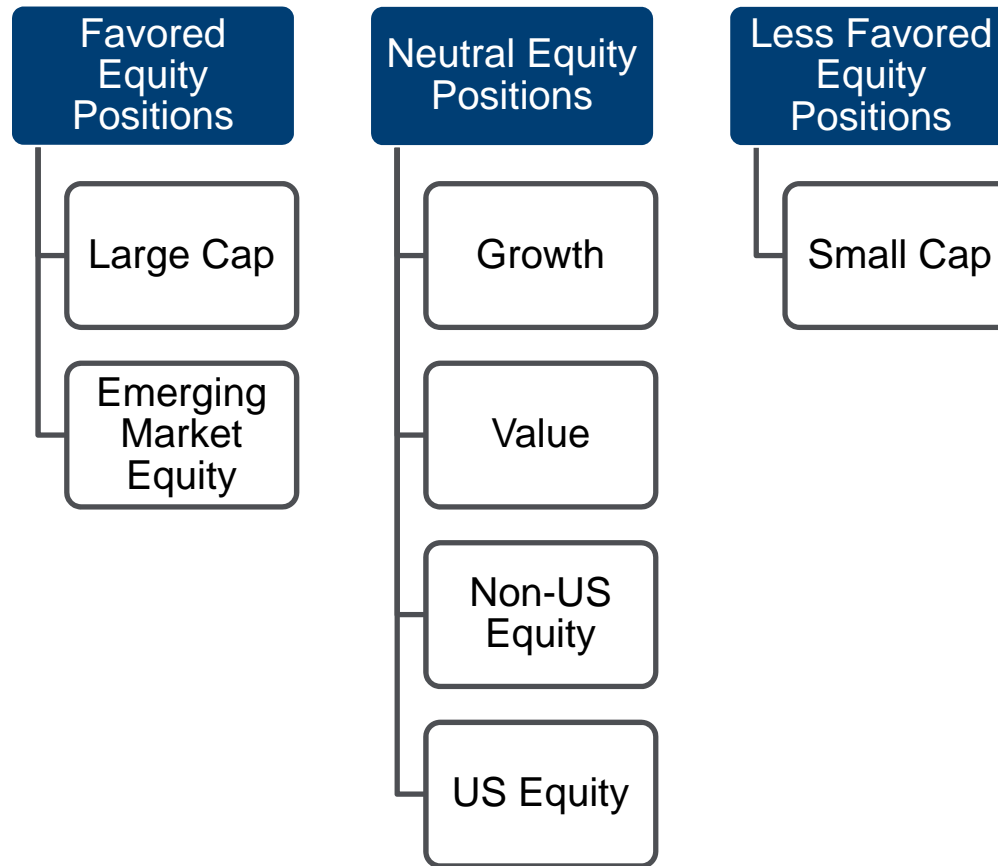 Favored
Equity
Positions
Large Cap
Emerging
Market
Equity
Neutral Equity
Positions
Growth
Value
Non-US
Equity
US Equity
Less Favored
Equity
Positions
Small Cap